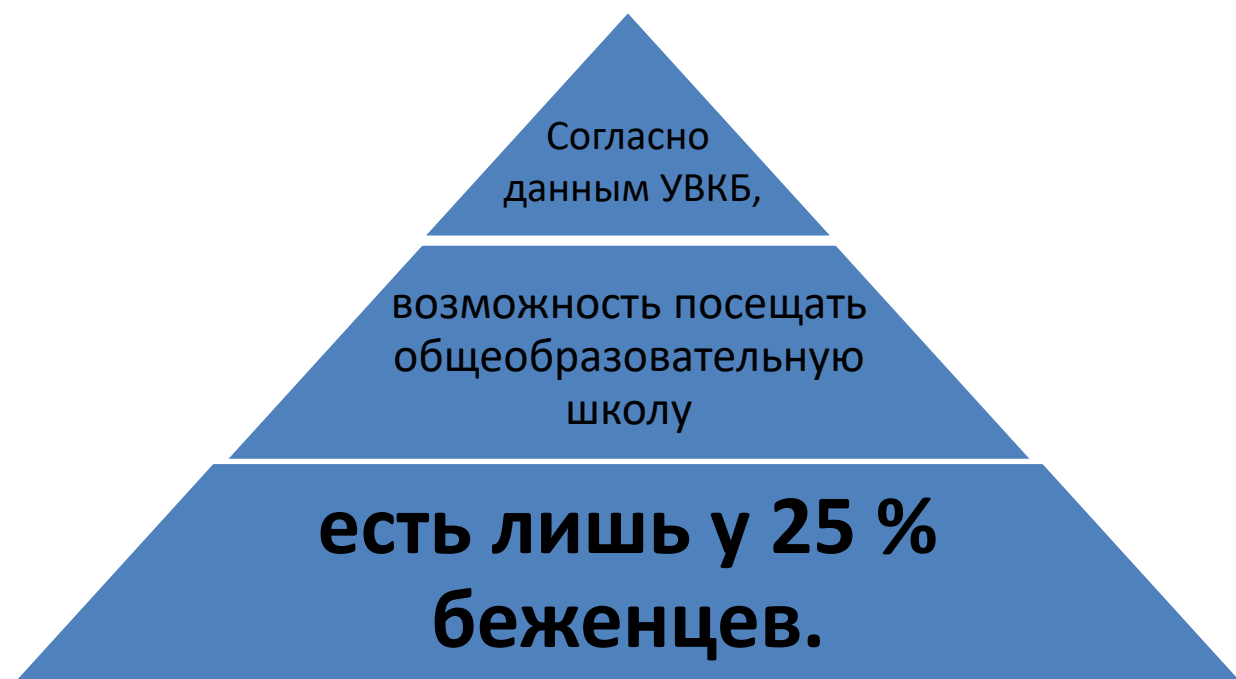 Согласно
данным УВКБ,
возможность посещать
общеобразовательную
школу
есть лишь у 25 %
беженцев.